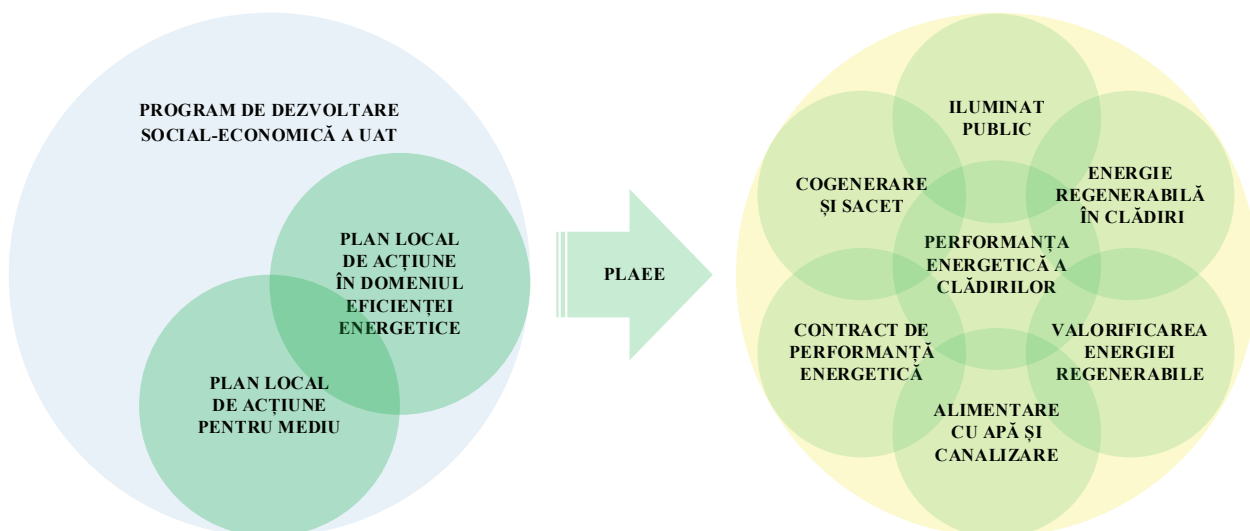 PROGRAM DE DEZVOLTARE
SOCIAL-ECONOMICĂ A UAT
PLAN LOCAL
DE ACȚIUNE
ÎN DOMENIUL
EFICIENȚEI
ENERGETICE
PLAN LOCAL
DE ACȚIUNE
PENTRU MEDIU
PLAEE
ILUMINAT
PUBLIC
COGENERARE
ȘI SACET
ENERGIE
REGENERABILĂ
ÎN CLĂDIRI
PERFORMANȚA
ENERGETICĂ A
CLĂDIRILOR
CONTRACT DE
PERFORMANȚĂ
ENERGETICĂ
VALORIFICAREA
ENERGIEI
REGENERABILE
ALIMENTARE
CU APĂ ȘI
CANALIZARE